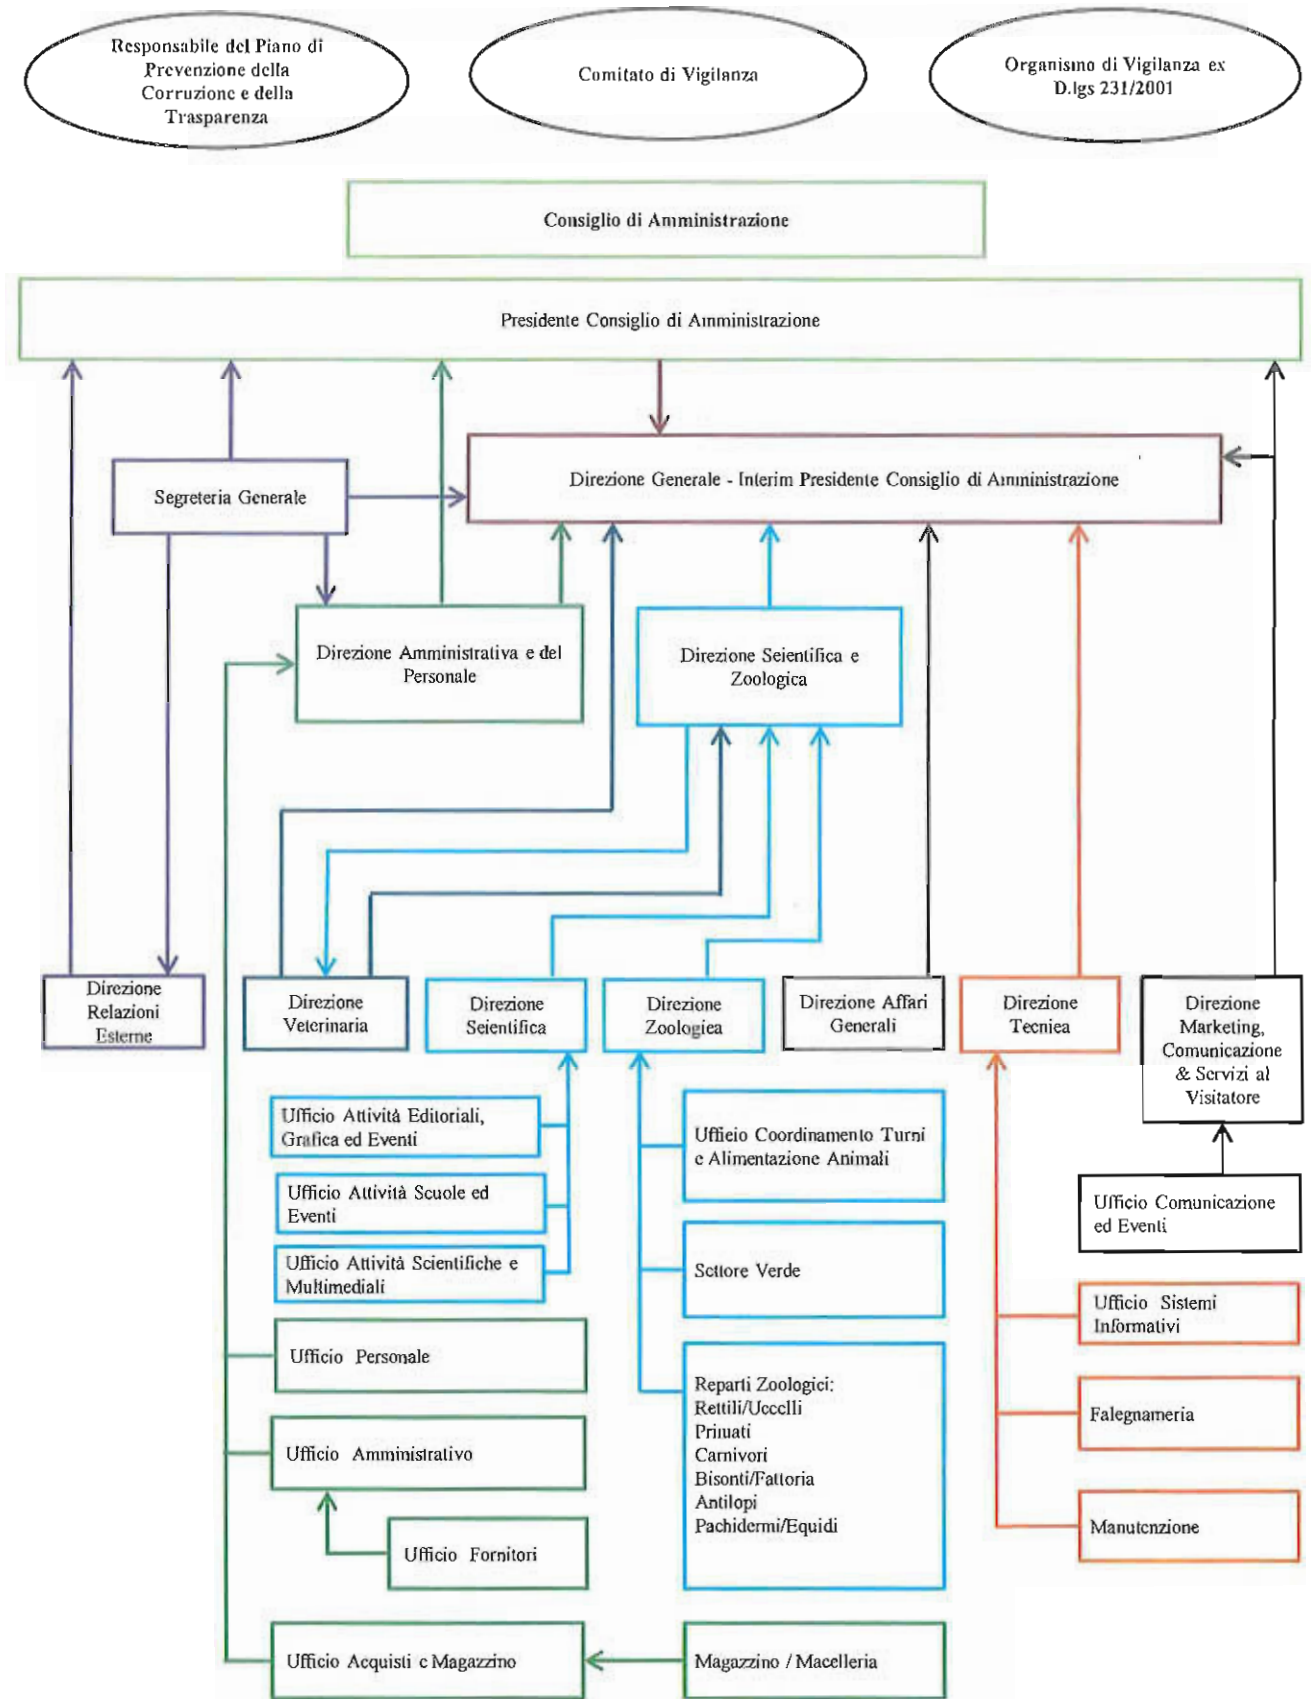 Responsabile del Piano di
Prevenzione della
Corruzione e della
Trasparenza
Comitato di Vigilanza
Organismo di Vigilanza ex
D.lgs 231/2001
Consiglio di Amministrazione
Presidente Consiglio di Amministrazione
Segreteria Generale
Direzione Generale - Interim Presidente Consiglio di Amministrazione
Direzione Amministrativa e del
Personale
Direzione Scientifica e
Zoologica
Direzione
Relazioni
Esterne
Direzione
Veterinaria
Direzione
Scientifica
Direzione
Zoologica
Direzione Affari
Generali
Direzione
Tecnica
Direzione
Marketing,
Comunicazione
& Servizi al
Visitatore
Ufficio Attività Editoriali,
Grafica ed Eventi
Ufficio Attività Scuole ed
Eventi
Ufficio Attività Scientifiche e
Multimediali
Ufficio Coordinamento Turni
e Alimentazione Animali
Settore Verde
Reparti Zoologici:
Rettili/Uccelli
Primati
Carnivori
Bisonti/Fattoria
Antilopi
Pachidermi/Equidi
Ufficio Comunicazione
ed Eventi
Ufficio Sistemi
Informativi
Falegnameria
Manutenzione
Ufficio Personale
Ufficio Amministrativo
Ufficio Fornitori
Ufficio Acquisti e Magazzino
Magazzino / Macelleria